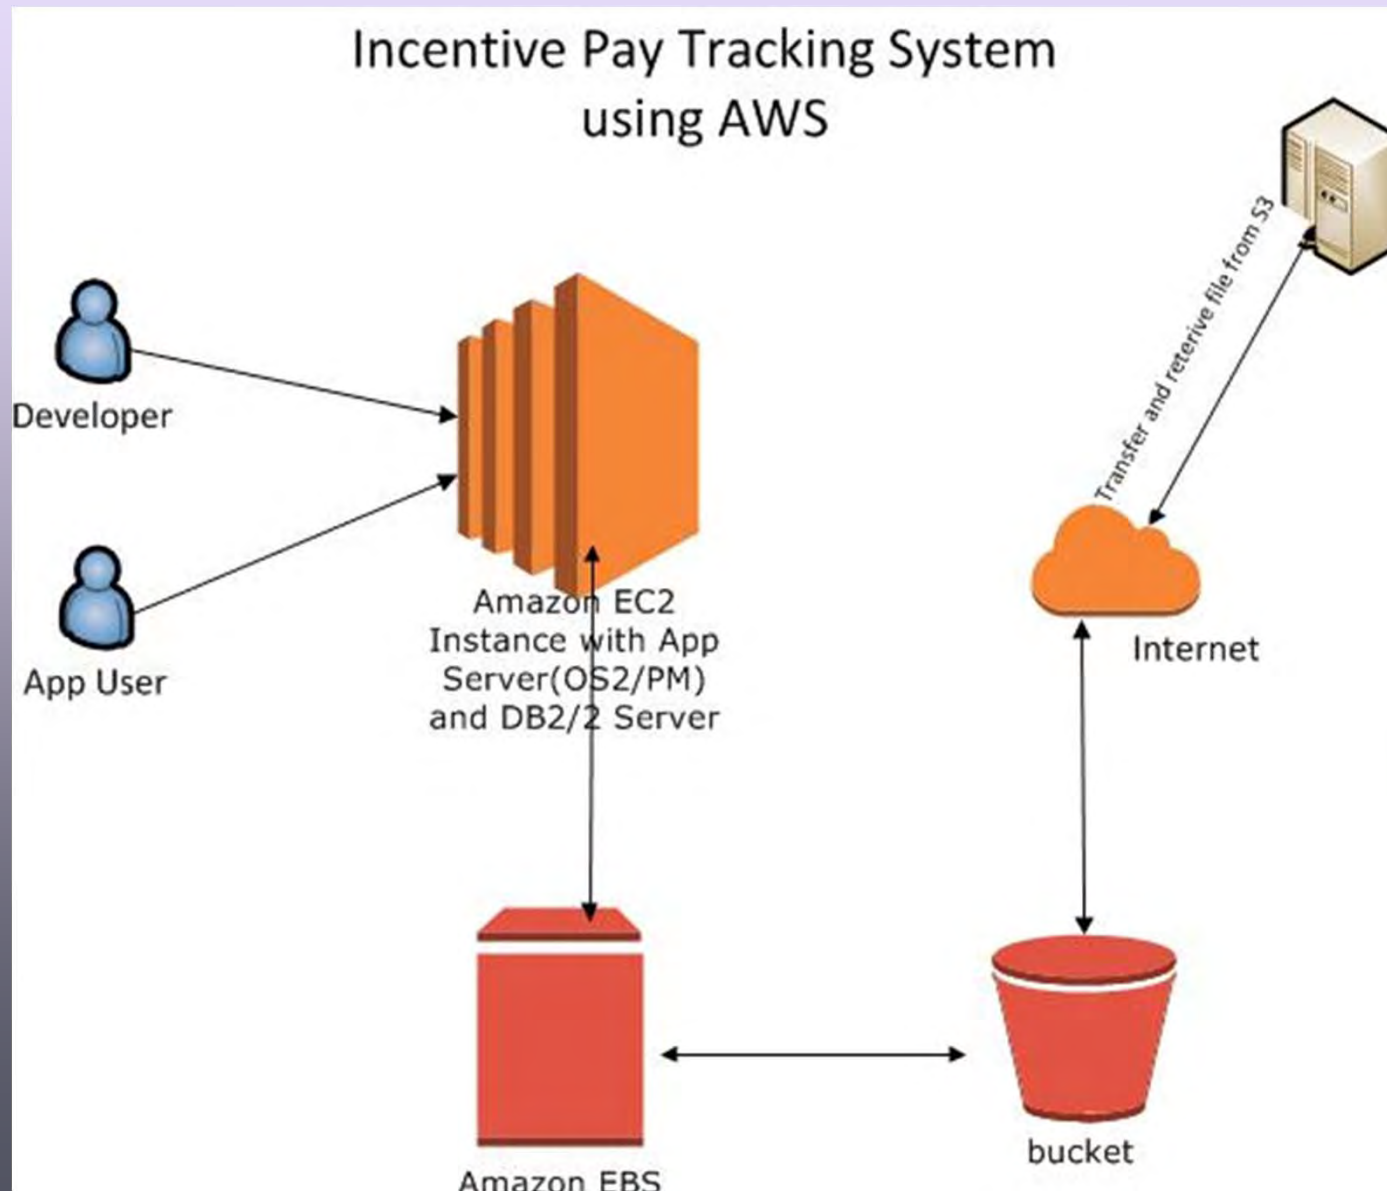 Incentive Pay Tracking System
using AWS
Transfer and reterive file from S3
Developer
App User
Amazon EC2
Instance with App
Server(OS2/PM)
and DB2/2 Server
Internet
Amazon EBS
bucket